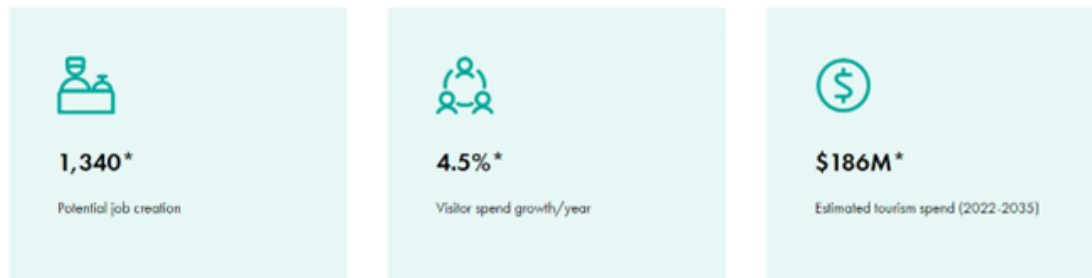 1,340*
Potential job creation
4.5%*
Visitor spend growth/year
$186M*
Estimated tourism spend (2022-2035)